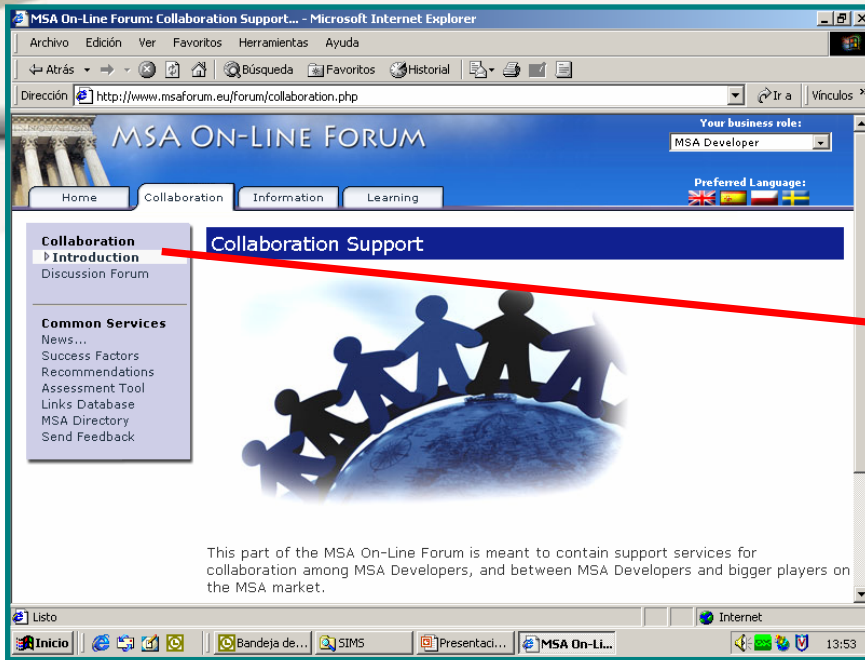 MSA On-Line Forum: Collaboration Support... - Microsoft Internet Explorer
Archivo Edición Ver Favoritos Herramientas Ayuda
Atrás Búsqueda Favoritos Historial
Dirección http://www.msaforum.eu/forum/collaboration.php Ir a Vínculos »
MSA On-Line Forum
Your business role:
MSA Developer
Preferred Language:
Home Collaboration Information Learning
Collaboration
Introduction
Discussion Forum
Common Services
News...
Success Factors
Recommendations
Assessment Tool
Links Database
MSA Directory
Send Feedback
Collaboration Support
This part of the MSA On-Line Forum is meant to contain support services for
collaboration among MSA Developers, and between MSA Developers and bigger players on
the MSA market.
Listo Internet
Inicio Bandeja de... SIMS Presentaci... MSA On-Li... 13:53